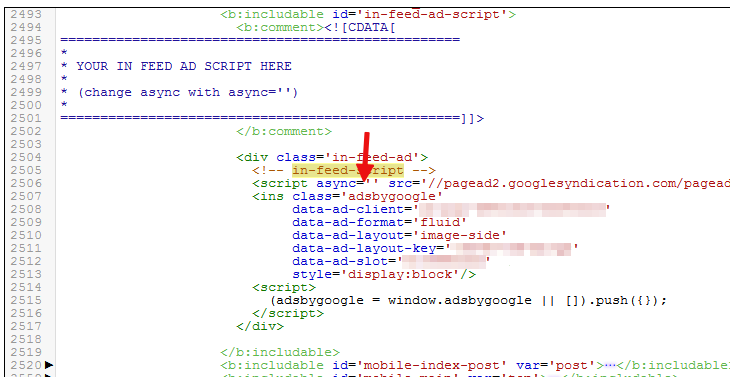 2493 <b:includable id='in-feed-ad-script'>
2494 <b:comment><![CDATA[
2495 ==================================================
2496 *
2497 * YOUR IN FEED AD SCRIPT HERE
2498 *
2499 * (change async with async='')
2500 *
2501 ==================================================]]>
2502 </b:comment>
2503
2504 <div class='in-feed-ad'>
2505 <!-- in-feed-script -->
2506 <script async='' src='//pagead2.googlesyndication.com/pagead
2507 <ins class='adsbygoogle'
2508 data-ad-client='
2509 data-ad-format='fluid'
2510 data-ad-layout='image-side'
2511 data-ad-layout-key='
2512 data-ad-slot='
2513 style='display:block'/>
2514 <script>
2515 (adsbygoogle = window.adsbygoogle || []).push({});
2516 </script>
2517 </div>
2518
2519 </b:includable>
2520 <b:includable id='mobile-index-post' var='post'>⋯</b:includable